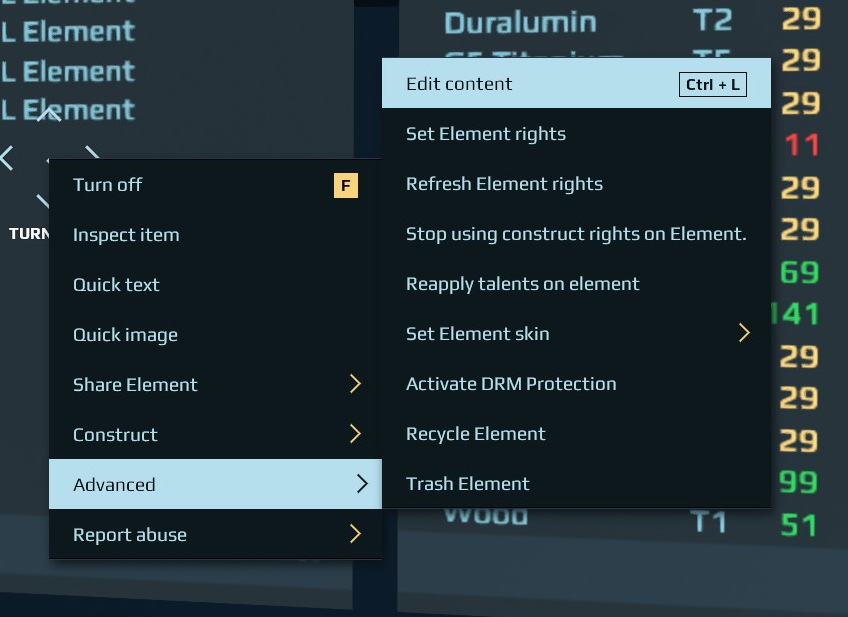 L Element
L Element
L Element
TURN
Duralumin T2 29
29
29
11
29
29
69
141
29
29
29
99
Wood T1 51
Turn off F
Inspect item
Quick text
Quick image
Share Element
Construct
Advanced
Report abuse
Edit content Ctrl + L
Set Element rights
Refresh Element rights
Stop using construct rights on Element.
Reapply talents on element
Set Element skin
Activate DRM Protection
Recycle Element
Trash Element